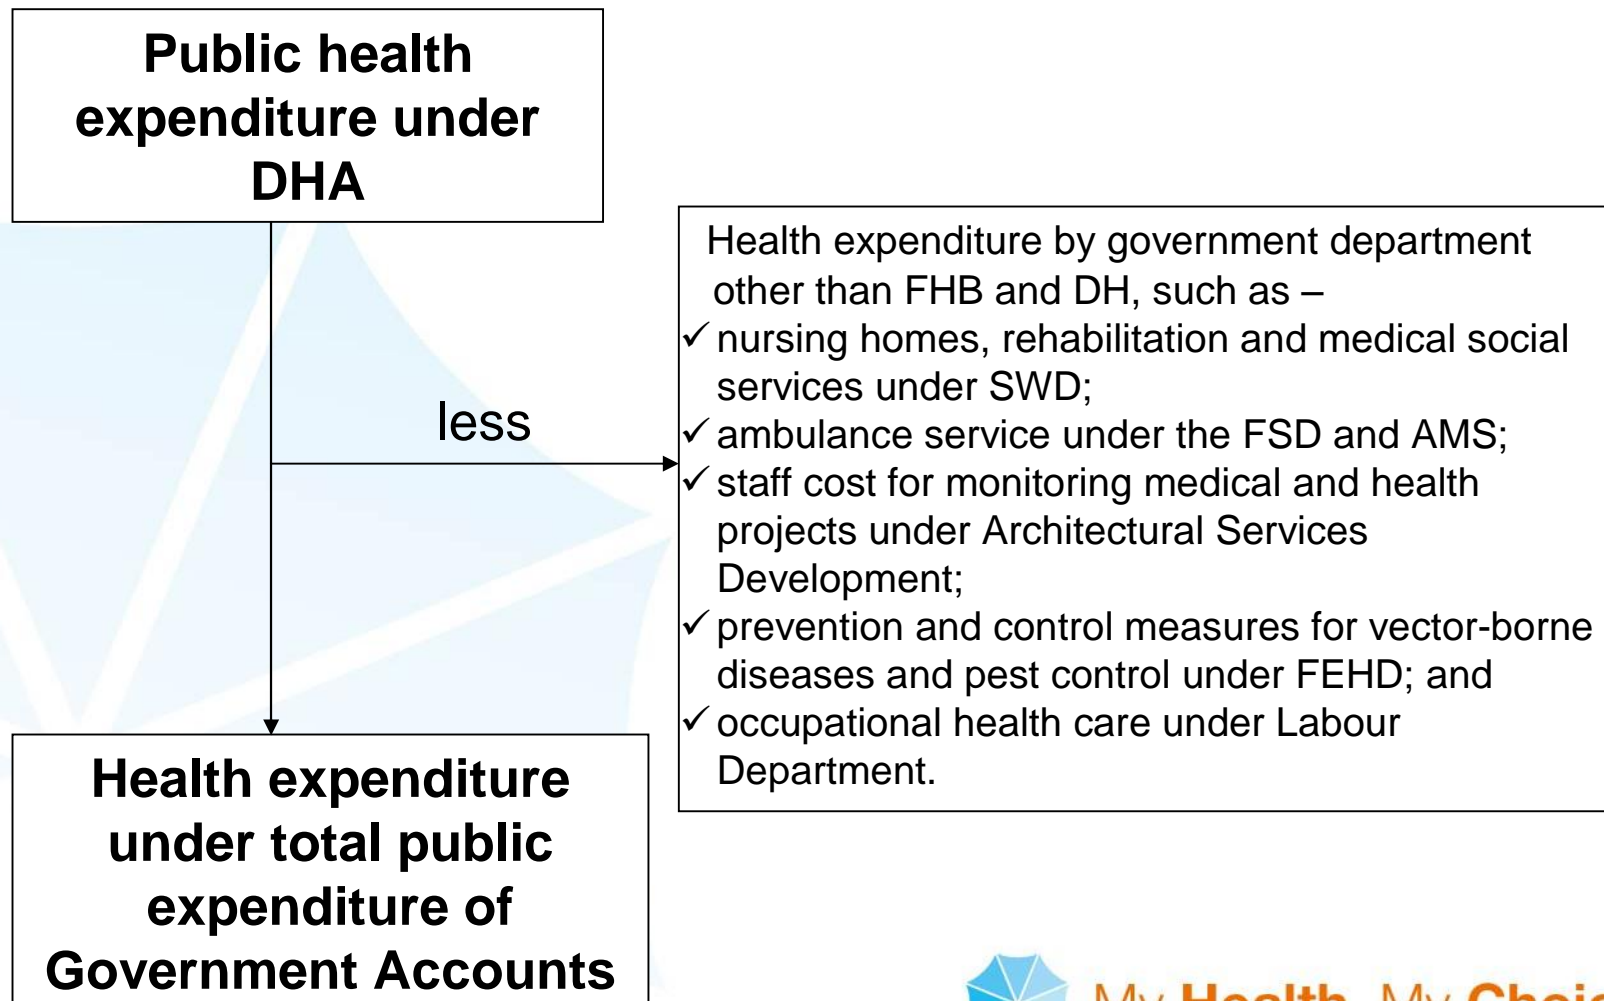 Public health
expenditure under
DHA
less
Health expenditure by government department
other than FHB and DH, such as –
✓ nursing homes, rehabilitation and medical social
services under SWD;
✓ ambulance service under the FSD and AMS;
✓ staff cost for monitoring medical and health
projects under Architectural Services
Development;
✓ prevention and control measures for vector-borne
diseases and pest control under FEHD; and
✓ occupational health care under Labour
Department.
Health expenditure
under total public
expenditure of
Government Accounts
My Health My